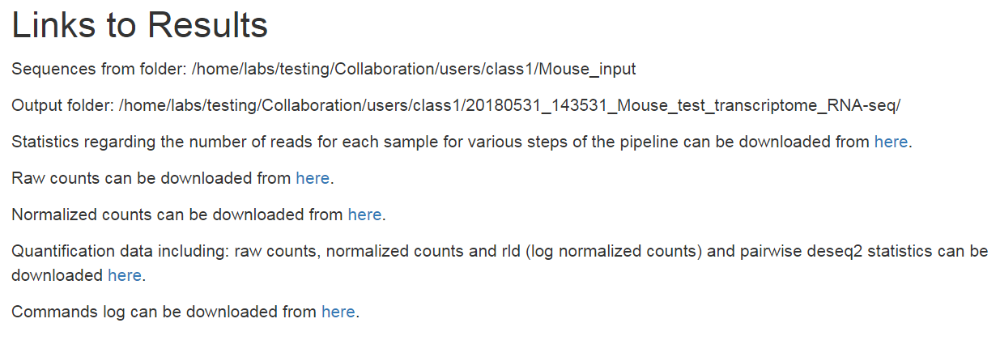 Links to Results
Sequences from folder: /home/labs/testing/Collaboration/users/class1/Mouse_input
Output folder: /home/labs/testing/Collaboration/users/class1/20180531_143531_Mouse_test_transcriptome_RNA-seq/
Statistics regarding the number of reads for each sample for various steps of the pipeline can be downloaded from here.
Raw counts can be downloaded from here.
Normalized counts can be downloaded from here.
Quantification data including: raw counts, normalized counts and rld (log normalized counts) and pairwise deseq2 statistics can be
downloaded here.
Commands log can be downloaded from here.